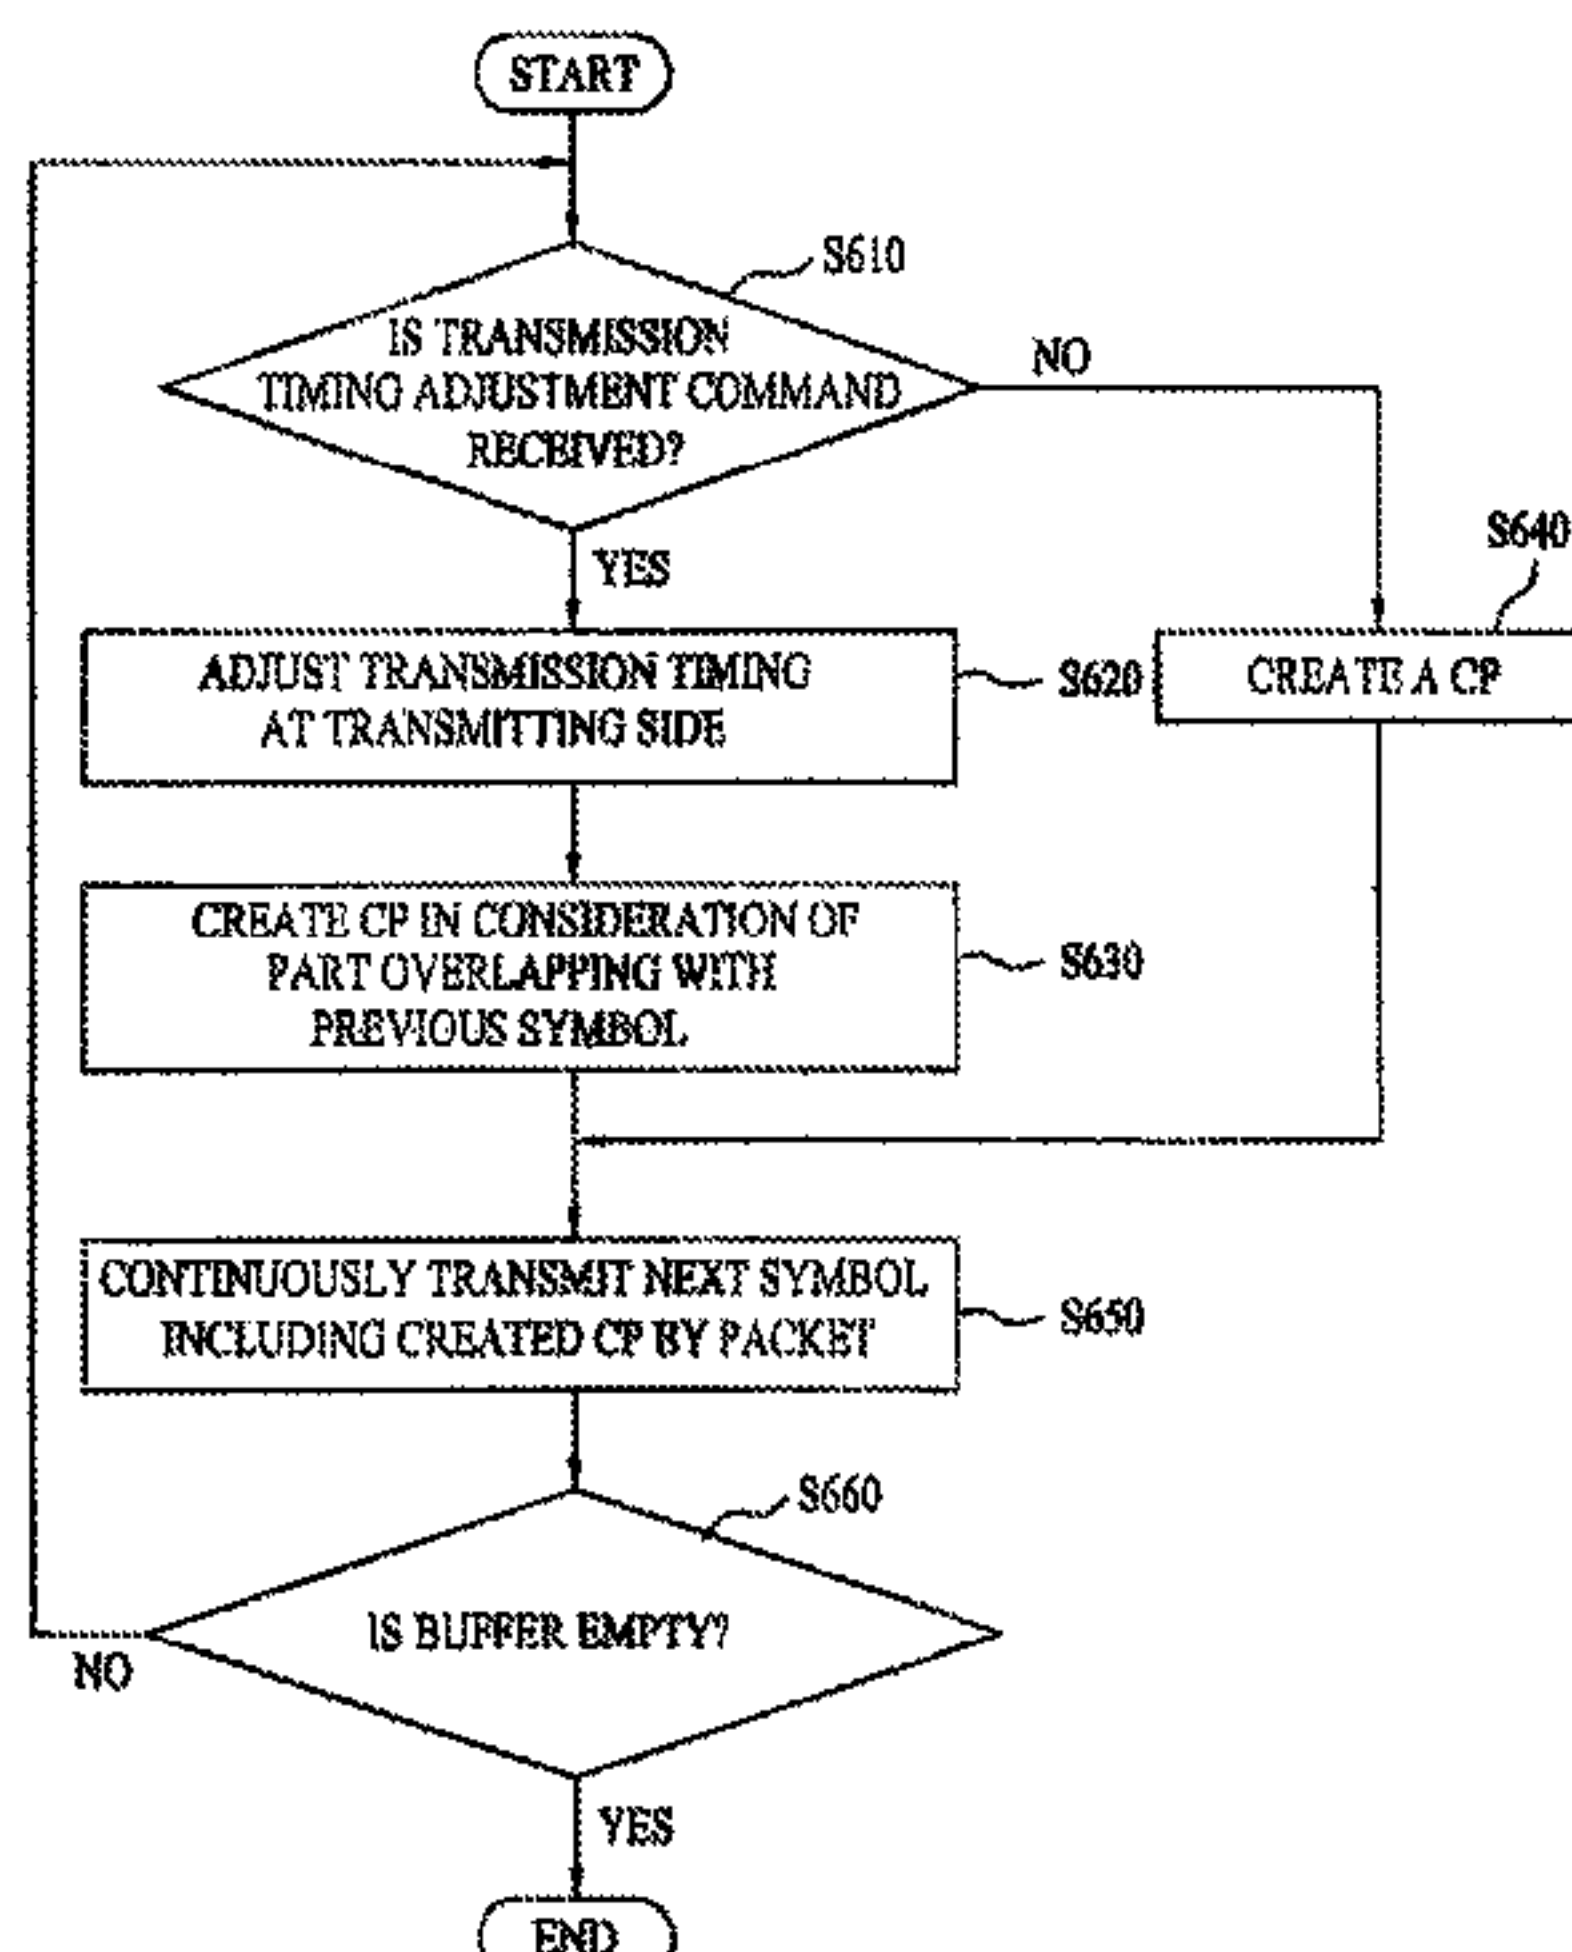 START
S610
IS TRANSMISSION
TIMING ADJUSTMENT COMMAND
RECEIVED?
NO
YES
S640
ADJUST TRANSMISSION TIMING
AT TRANSMITTING SIDE
S620
CREATE A CP
CREATE CP IN CONSIDERATION OF
PART OVERLAPPING WITH
PREVIOUS SYMBOL
S630
CONTINUOUSLY TRANSMIT NEXT SYMBOL
INCLUDING CREATED CP BY PACKET
S650
S660
IS BUFFER EMPTY?
NO
YES
END